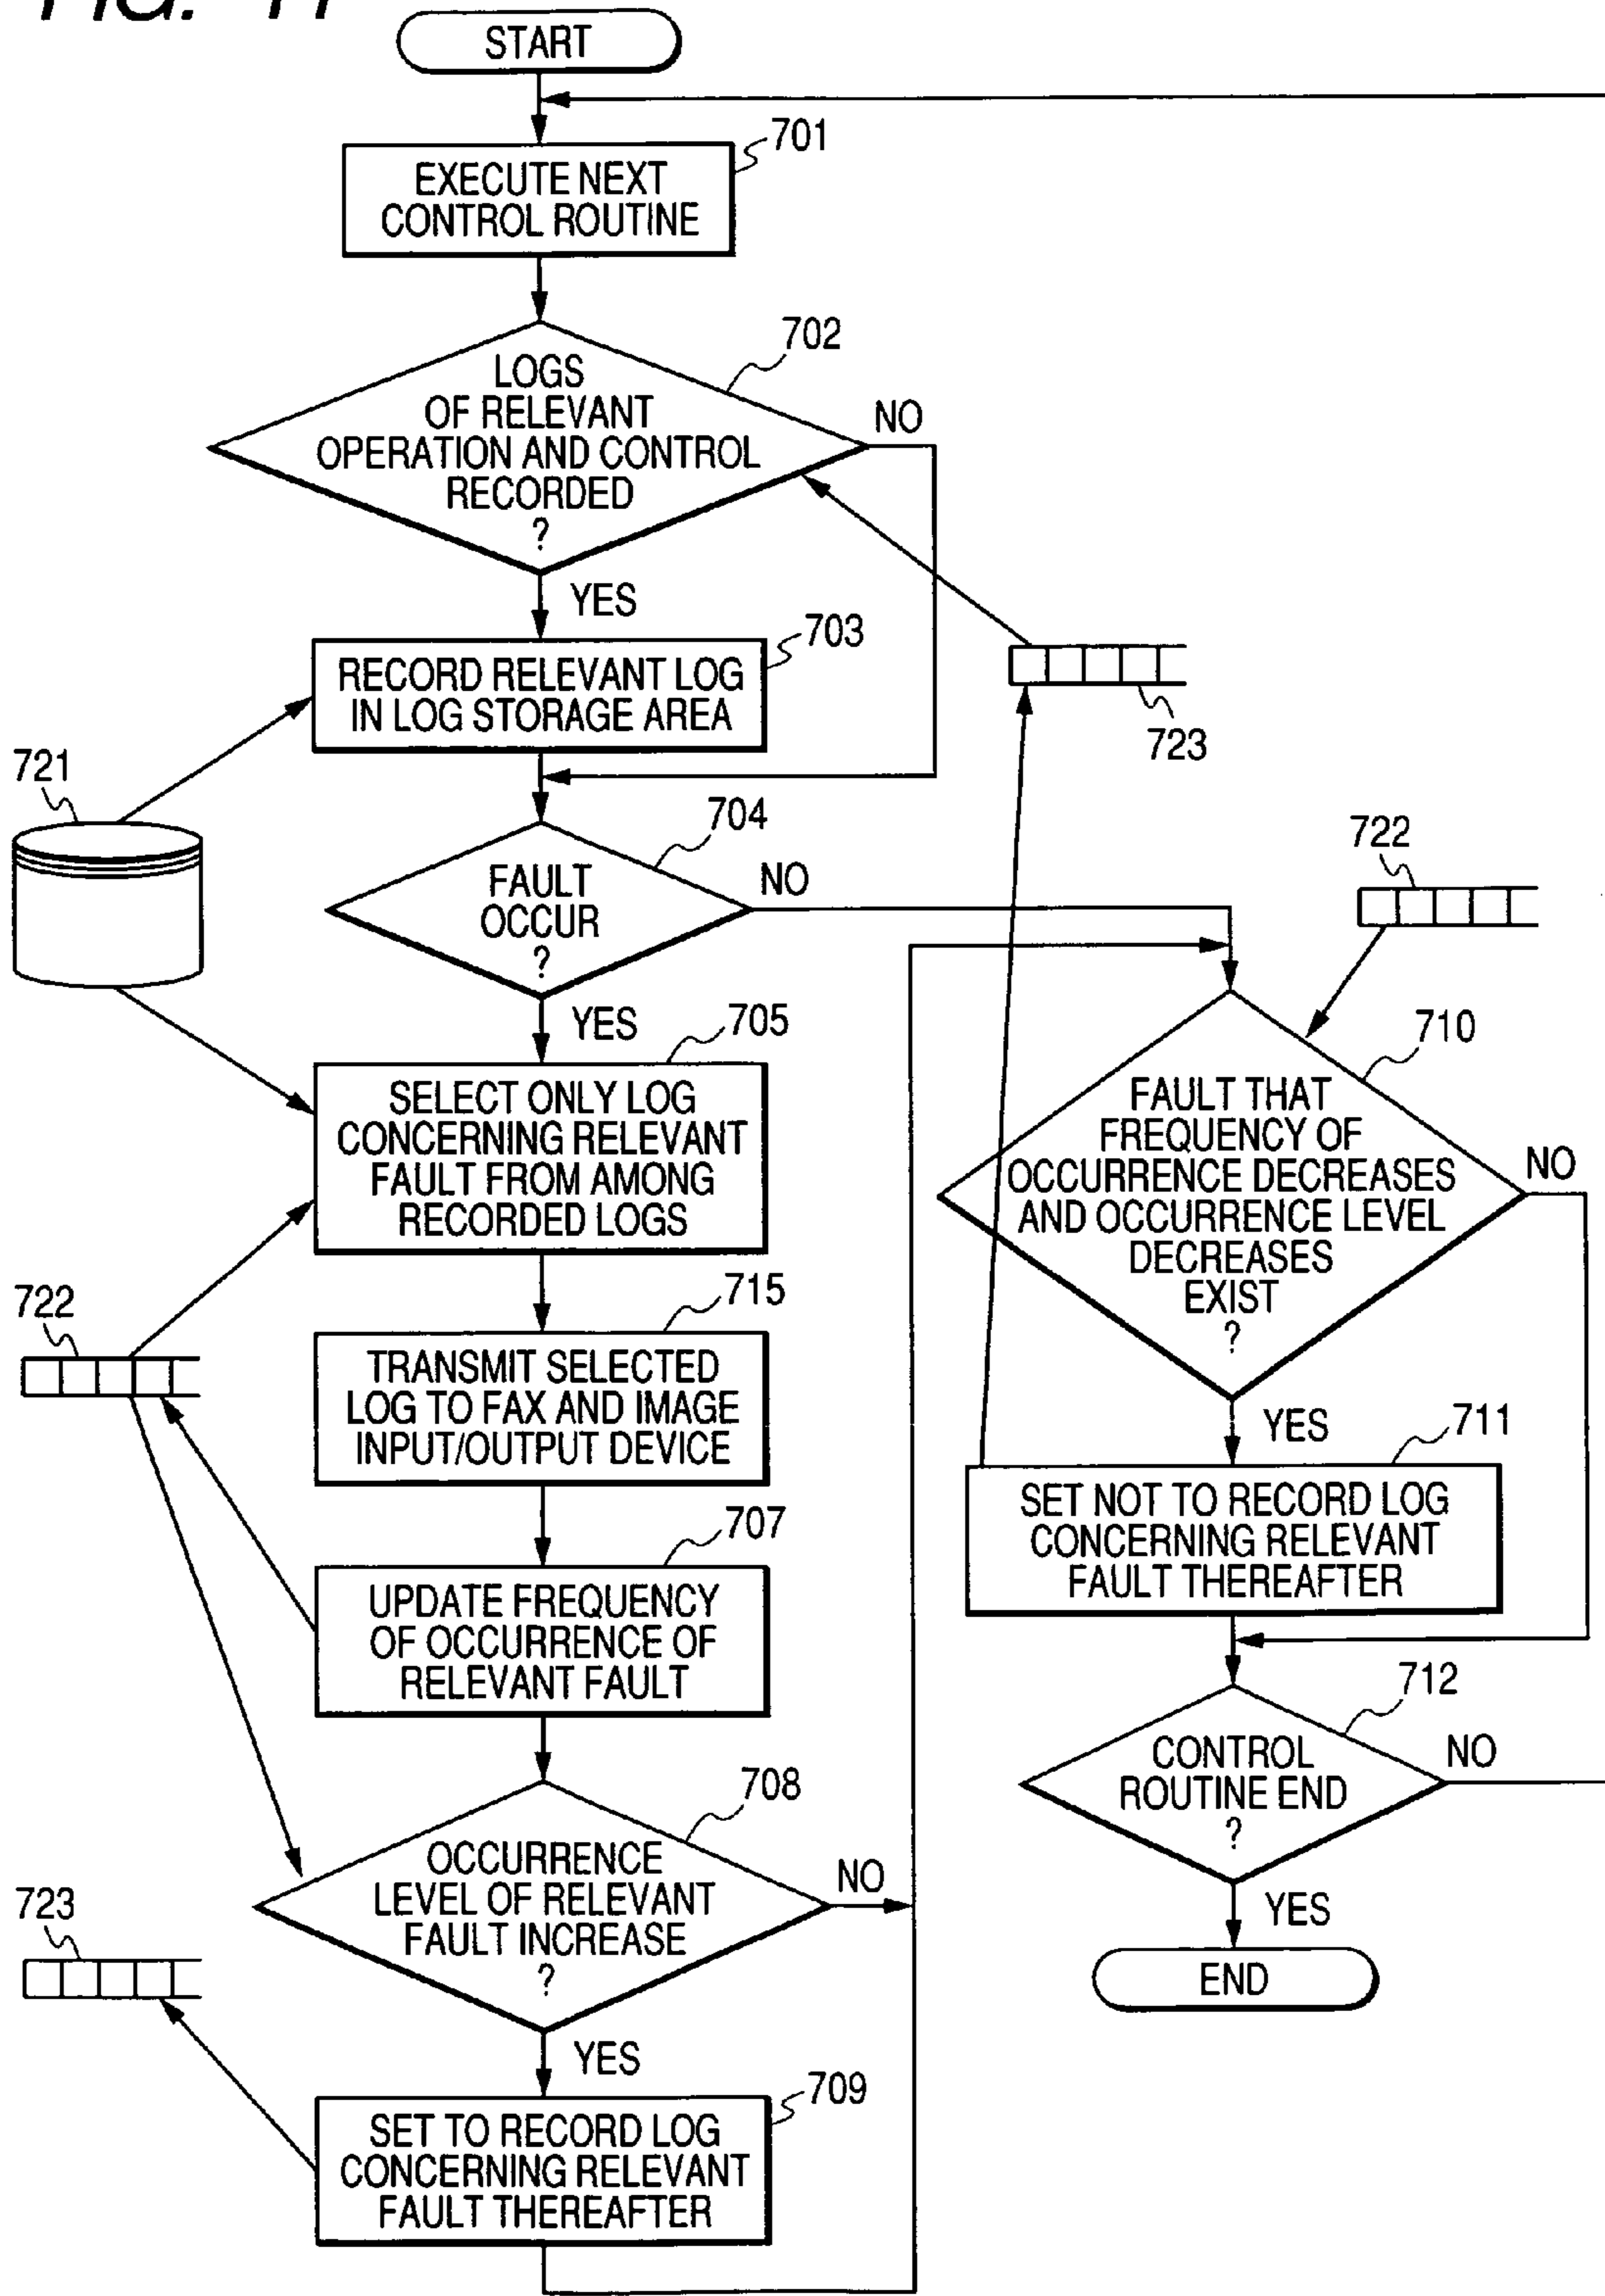 FIG. 11
START
701
EXECUTE NEXT
CONTROL ROUTINE
702
LOGS
OF RELEVANT
OPERATION AND CONTROL
RECORDED
?
NO
YES
703
RECORD RELEVANT LOG
IN LOG STORAGE AREA
723
721
704
FAULT
OCCUR
?
NO
YES
722
705
SELECT ONLY LOG
CONCERNING RELEVANT
FAULT FROM AMONG
RECORDED LOGS
722
715
TRANSMIT SELECTED
LOG TO FAX AND IMAGE
INPUT/OUTPUT DEVICE
707
UPDATE FREQUENCY
OF OCCURRENCE OF
RELEVANT FAULT
708
OCCURRENCE
LEVEL OF RELEVANT
FAULT INCREASE
?
NO
YES
723
709
SET TO RECORD LOG
CONCERNING RELEVANT
FAULT THEREAFTER
710
FAULT THAT
FREQUENCY OF
OCCURRENCE DECREASES
AND OCCURRENCE LEVEL
DECREASES
EXIST
?
NO
YES
711
SET NOT TO RECORD LOG
CONCERNING RELEVANT
FAULT THEREAFTER
712
CONTROL
ROUTINE END
?
NO
YES
END